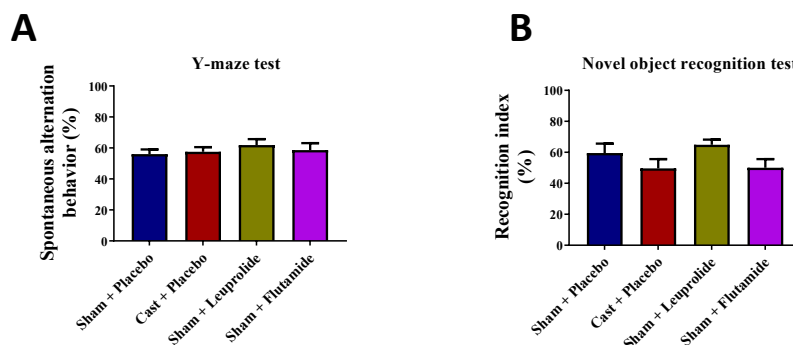 A
Y-maze test
Spontaneous alternation
behavior (%)
100
80
60
40
20
0
Sham + Placebo
Cast + Placebo
Sham + Leuprolide
Sham + Flutamide
B
Novel object recognition test
Recognition index
(%)
100
80
60
40
20
0
Sham + Placebo
Cast + Placebo
Sham + Leuprolide
Sham + Flutamide